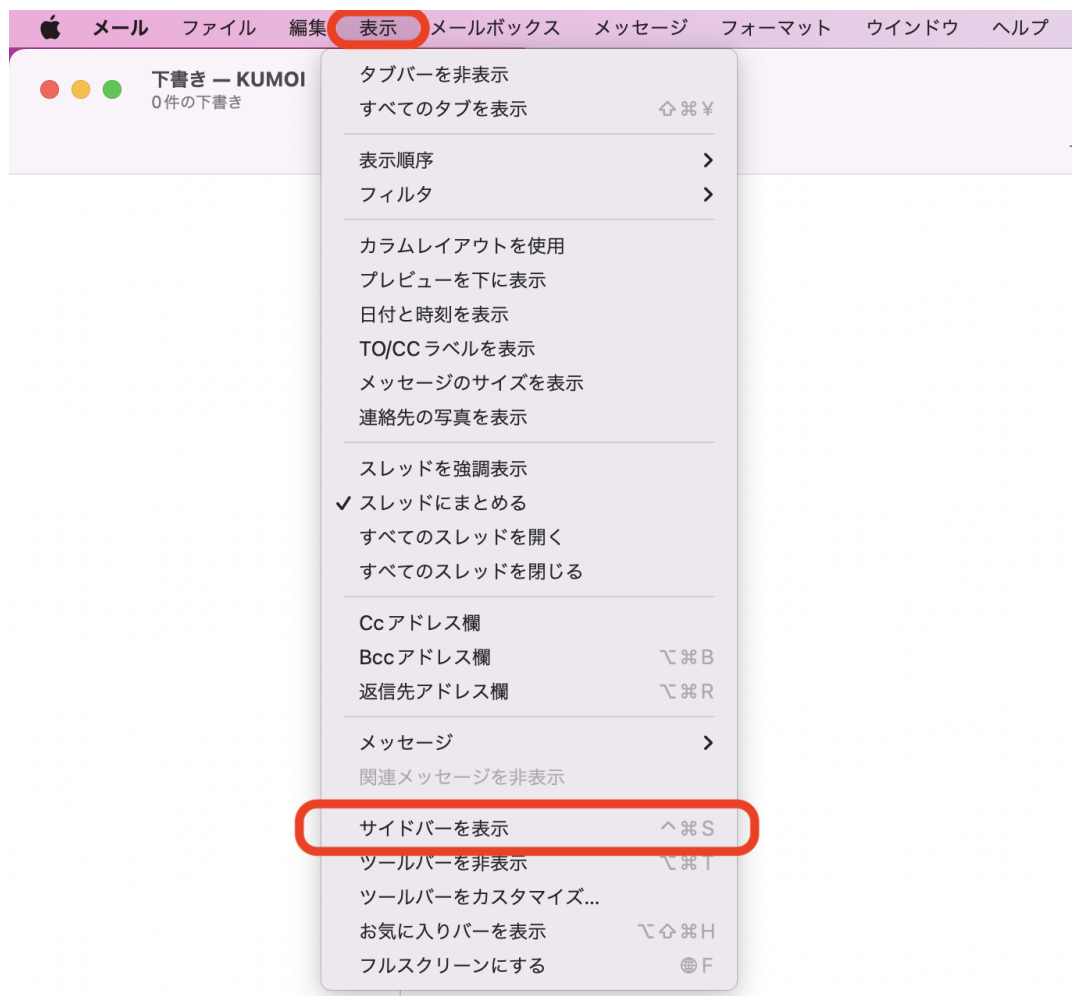 メール ファイル 編集 表示 メールボックス メッセージ フォーマット ウインドウ ヘルプ
下書き — KUMOI
0件の下書き
タブバーを非表示
すべてのタブを表示 ⇧⌘¥
表示順序
フィルタ
カラムレイアウトを使用
プレビューを下に表示
日付と時刻を表示
TO/CCラベルを表示
メッセージのサイズを表示
連絡先の写真を表示
スレッドを強調表示
✓ スレッドにまとめる
すべてのスレッドを開く
すべてのスレッドを閉じる
Ccアドレス欄
Bccアドレス欄 ⌥⌘B
返信先アドレス欄 ⌥⌘R
メッセージ
関連メッセージを非表示
サイドバーを表示 ^⌘S
ツールバーを非表示 ⌥⌘T
ツールバーをカスタマイズ...
お気に入りバーを表示 ⌥⇧⌘H
フルスクリーンにする 🌐F